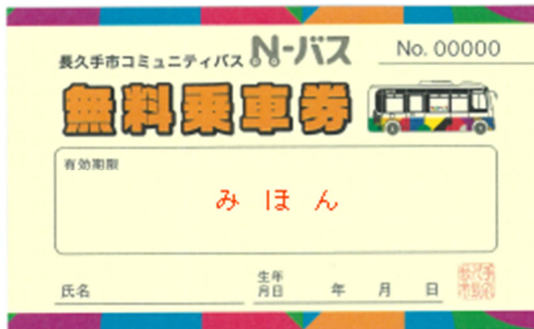 長久手市コミュニティバス N-バス No. 00000
無料乗車券
有効期限
みほん
氏名 生年月日 年 月 日